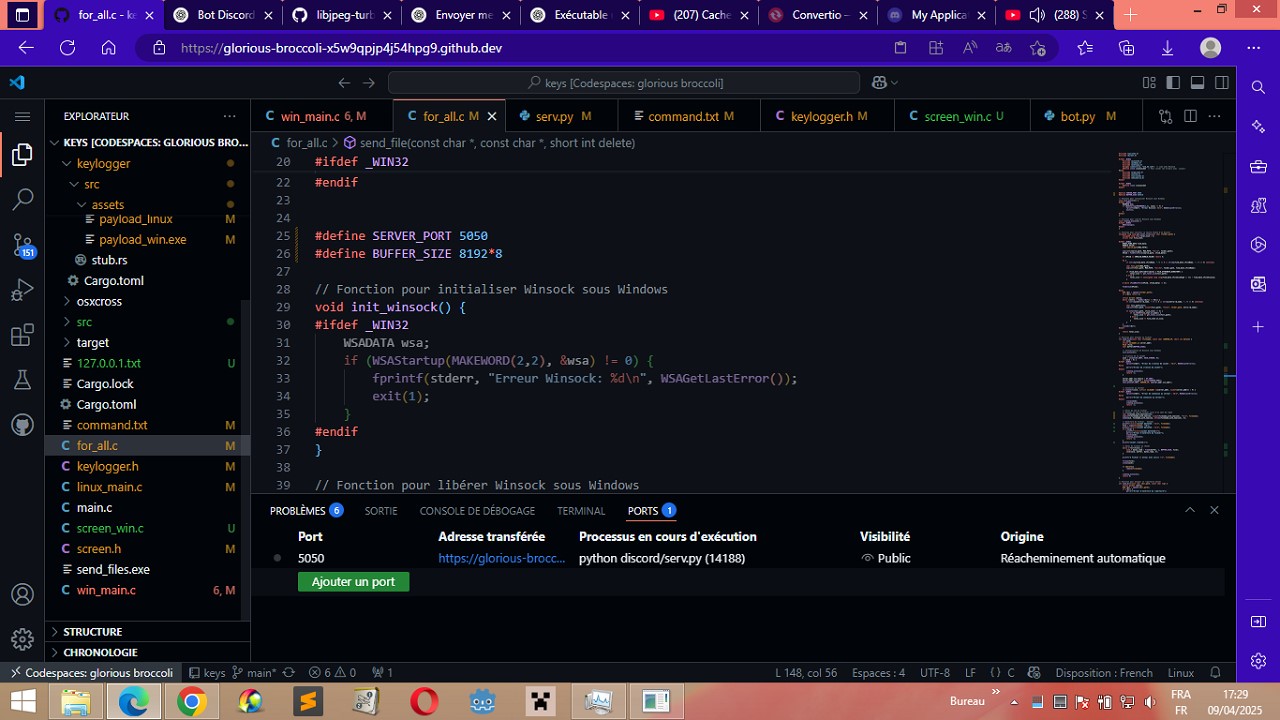 for_all.c - ke
Bot Discord
libjpeg-turb
Envoyer me
Exécutable
(207) Cache
Convertio –
My Applica
(288) S
https://glorious-broccoli-x5w9qpjp4j54hpg9.github.dev
keys [Codespaces: glorious broccoli]
EXPLORATEUR
KEYS [CODESPACES: GLORIOUS BRO...
keylogger
src
assets
payload_linux M
payload_win.exe M
stub.rs
Cargo.toml
osxcross
src
target
127.0.0.1.txt U
Cargo.lock
Cargo.toml
command.txt M
for_all.c M
keylogger.h M
linux_main.c M
main.c
screen_win.c U
screen.h M
send_files.exe
win_main.c 6, M
STRUCTURE
CHRONOLOGIE
151
win_main.c 6, M
for_all.c M
serv.py M
command.txt M
keylogger.h M
screen_win.c U
bot.py M
for_all.c > send_file(const char *, const char *, short int delete)
20 #ifdef _WIN32
22 #endif
23
24
25 #define SERVER_PORT 5050
26 #define BUFFER_SIZE 8192*8
27
28 // Fonction pour initialiser Winsock sous Windows
29 void init_winsock() {
30 #ifdef _WIN32
31 WSADATA wsa;
32 if (WSAStartup(MAKEWORD(2,2), &wsa) != 0) {
33 fprintf(stderr, "Erreur Winsock: %d\n", WSAGetLastError());
34 exit(1);
35 }
36 #endif
37 }
38
39 // Fonction pour libérer Winsock sous Windows
PROBLÈMES 6
SORTIE
CONSOLE DE DÉBOGAGE
TERMINAL
PORTS 1
Port Adresse transférée Processus en cours d'exécution Visibilité Origine
5050 https://glorious-brocc... python discord/serv.py (14188) Public Réacheminement automatique
Ajouter un port
Codespaces: glorious broccoli
keys
main*
6 0
1
L 148, col 56
Espaces : 4
UTF-8
LF
{ } C
Disposition : French
Linux
Bureau
»
FRA
FR
17:29
09/04/2025